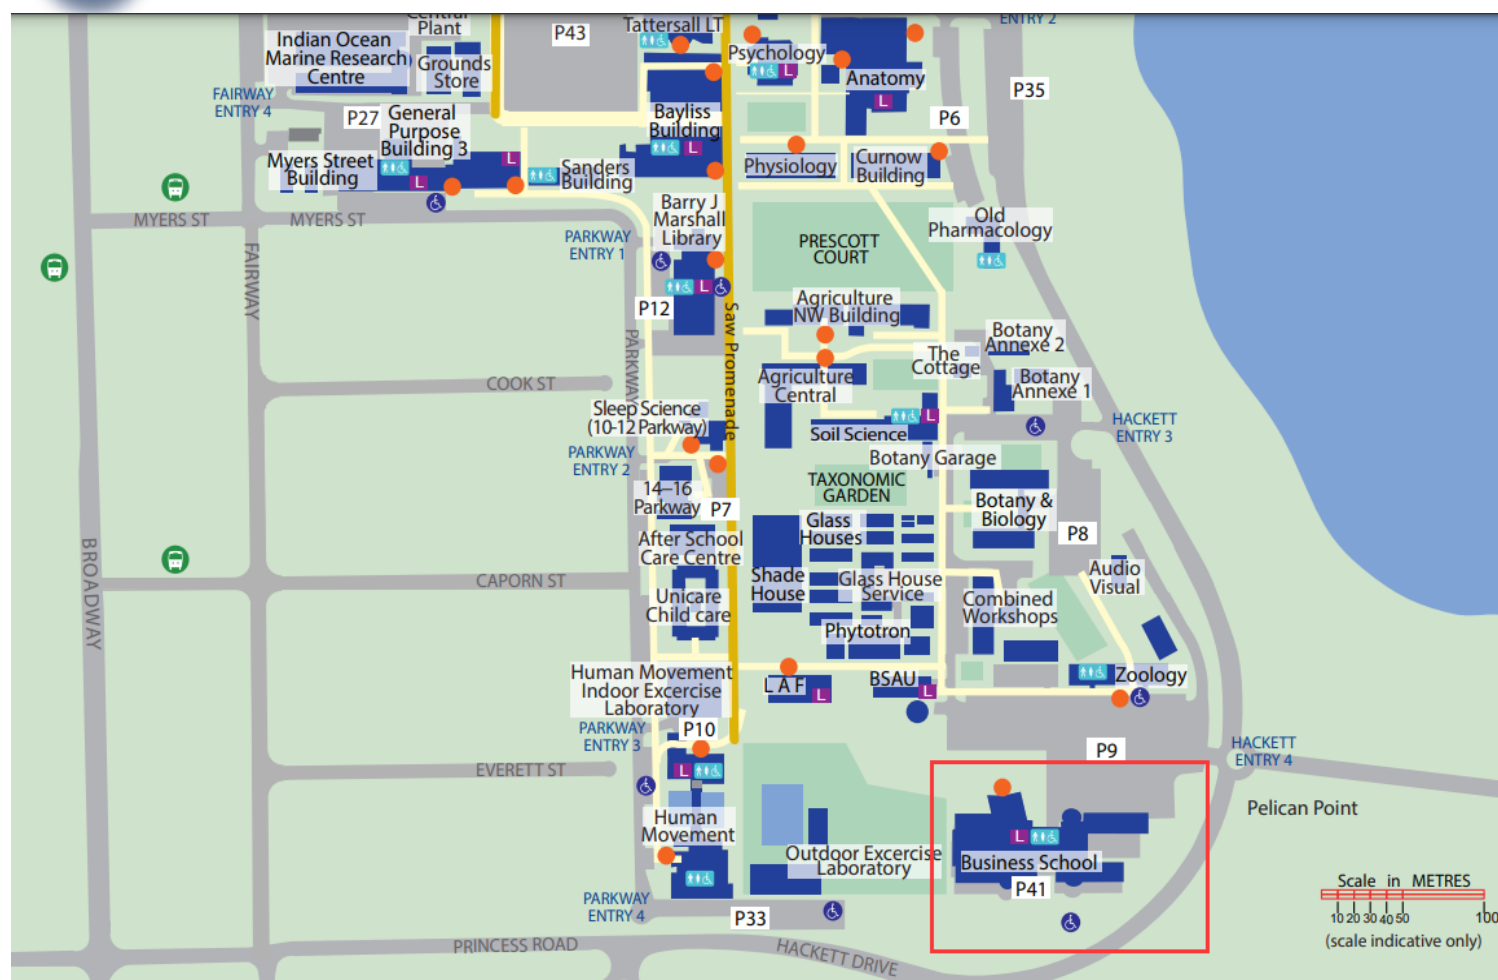 Central
Plant
P43
Tattersall LT
ENTRY 2
Indian Ocean
Marine Research
Centre
Grounds
Store
Psychology
L
Anatomy
L
P35
FAIRWAY
ENTRY 4
P27
General
Purpose
Building 3
Bayliss
Building
L
P6
Myers Street
Building
L
L
Sanders
Building
Physiology
Curnow
Building
MYERS ST
MYERS ST
Barry J
Marshall
Library
L
PARKWAY
ENTRY 1
PRESCOTT
COURT
Old
Pharmacology
FAIRWAY
P12
Saw Promenade
Agriculture
NW Building
PARKWAY
The
Cottage
Botany
Annexe 2
COOK ST
Agriculture
Central
Botany
Annexe 1
Sleep Science
(10-12 Parkway)
L
Soil Science
HACKETT
ENTRY 3
PARKWAY
ENTRY 2
Botany Garage
14–16
Parkway
P7
TAXONOMIC
GARDEN
Botany &
Biology
Glass
Houses
P8
BROADWAY
After School
Care Centre
CAPORN ST
Shade
House
Glass House
Service
Audio
Visual
Unicare
Child care
Combined
Workshops
Phytotron
Human Movement
Indoor Excercise
Laboratory
L A F
L
BSAU
L
Zoology
PARKWAY
ENTRY 3
P10
P9
HACKETT
ENTRY 4
EVERETT ST
L
Pelican Point
Human
Movement
L
Outdoor Excercise
Laboratory
Business School
P41
PARKWAY
ENTRY 4
P33
Scale in METRES
10 20 30 40 50 100
(scale indicative only)
PRINCESS ROAD
HACKETT DRIVE